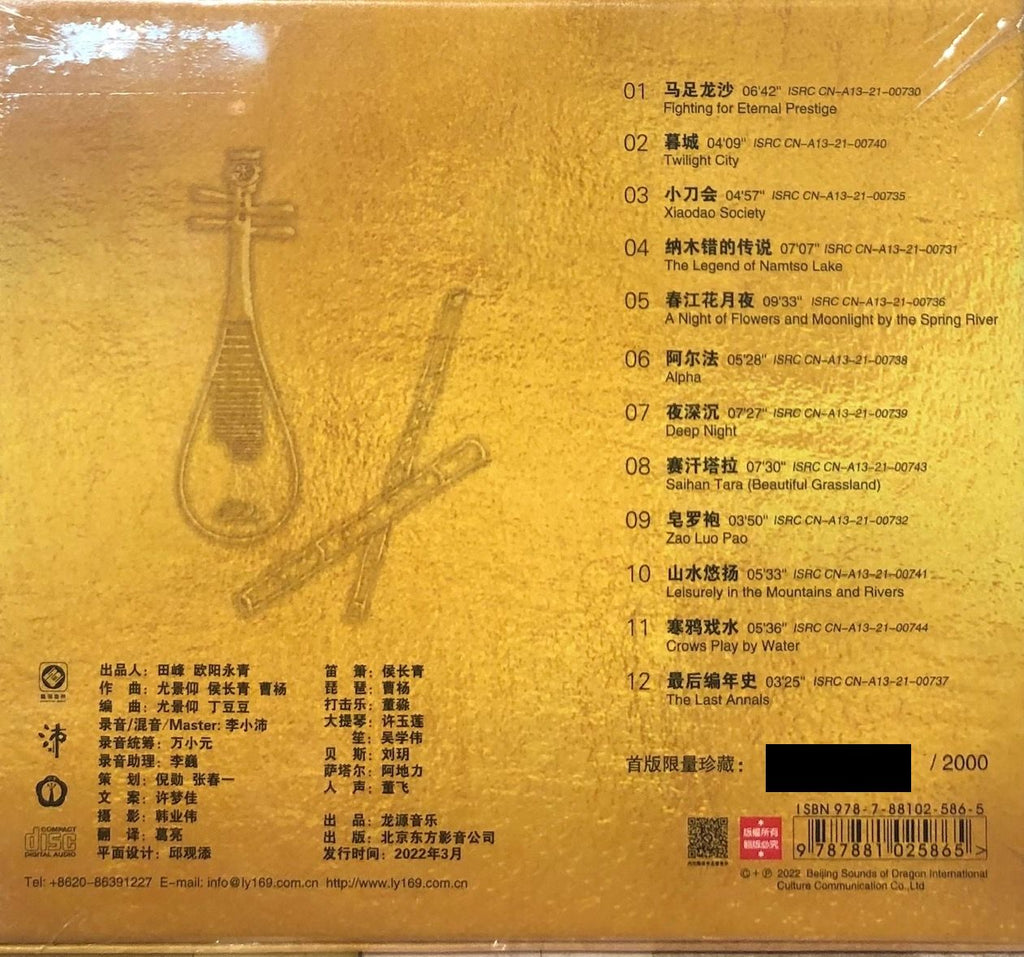 01 马足龙沙 06'42" ISRC CN-A13-21-00730
Fighting for Eternal Prestige
02 暮城 04'09" ISRC CN-A13-21-00740
Twilight City
03 小刀会 04'57" ISRC CN-A13-21-00735
Xiaodao Society
04 纳木错的传说 07'07" ISRC CN-A13-21-00731
The Legend of Namtso Lake
05 春江花月夜 09'33" ISRC CN-A13-21-00736
A Night of Flowers and Moonlight by the Spring River
06 阿尔法 05'28" ISRC CN-A13-21-00738
Alpha
07 夜深沉 07'27" ISRC CN-A13-21-00739
Deep Night
08 赛汗塔拉 07'30" ISRC CN-A13-21-00743
Saihan Tara (Beautiful Grassland)
09 皂罗袍 03'50" ISRC CN-A13-21-00732
Zao Luo Pao
10 山水悠扬 05'33" ISRC CN-A13-21-00741
Leisurely in the Mountains and Rivers
11 寒鸦戏水 05'36" ISRC CN-A13-21-00744
Crows Play by Water
12 最后编年史 03'25" ISRC CN-A13-21-00737
The Last Annals
出品人：田峰 欧阳永青
作 曲：尤景仰 侯长青 曹杨
编 曲：尤景仰 丁豆豆
录音/混音/Master: 李小沛
录音统筹：万小元
录音助理：李巍
策 划：倪勋 张春一
文 案：许梦佳
摄 影：韩业伟
翻 译：葛亮
平面设计：邱观添
笛 箫：侯长青
琵 琶：曹杨
打击乐：董淼
大提琴：许玉莲
笙：吴学伟
贝 斯：刘玥
萨塔尔：阿地力
人 声：董飞
出 品：龙源音乐
出 版：北京东方影音公司
发行时间：2022年3月
COMPACT
disc
DIGITAL AUDIO
Tel: +8620-86391227 E-mail: info@ly169.com.cn http://www.ly169.com.cn
首版限量珍藏： / 2000
ISBN 978-7-88102-586-5
版權所有
翻版必究
9 787881 025865 >
©+℗ 2022 Beijing Sounds of Dragon International
Culture Communication Co.,Ltd